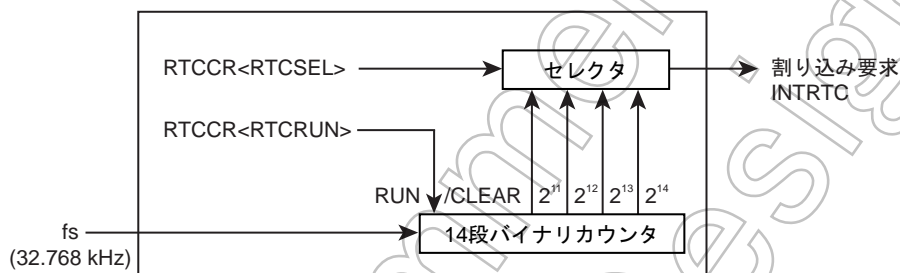 RTCCR<RTCSEL>
セレクタ
割り込み要求
INTRTC
RTCCR<RTCRUN>
RUN /CLEAR 2¹¹ 2¹² 2¹³ 2¹⁴
fs
(32.768 kHz)
14段バイナリカウンタ